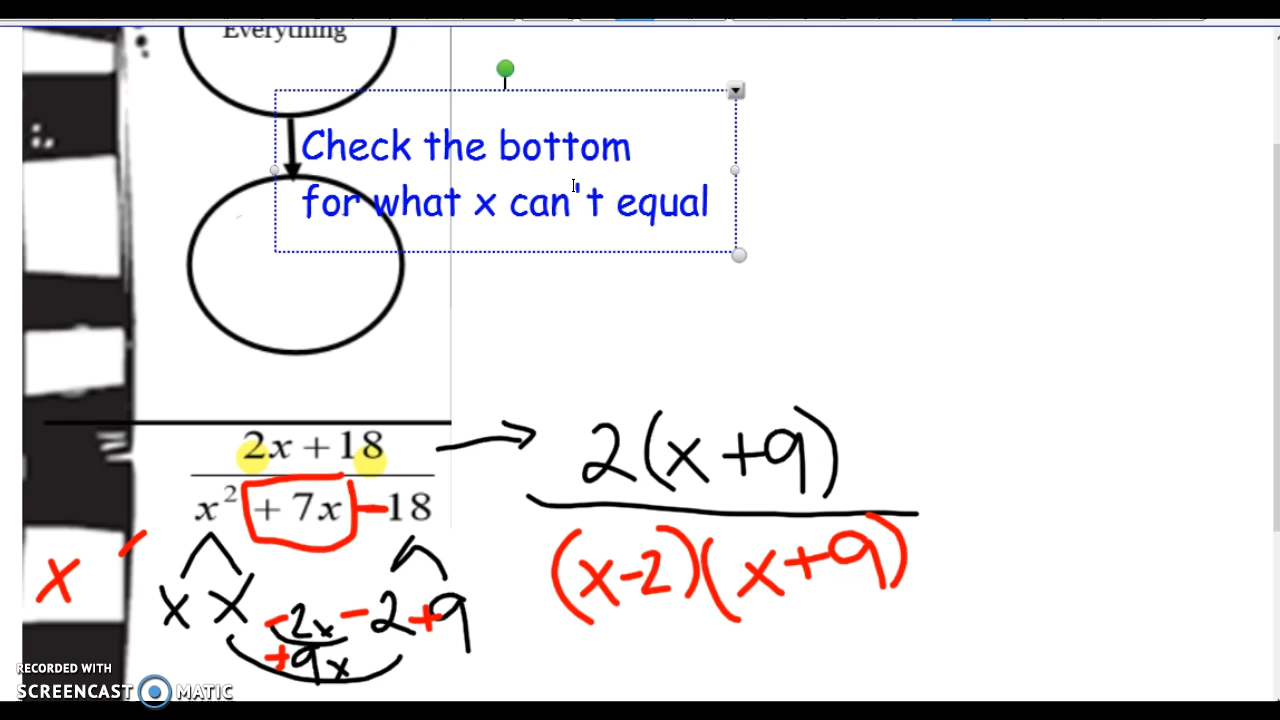 Everything
Check the bottom
for what x can't equal
2x + 18
x² + 7x - 18
2(x+9)
(x-2)(x+9)
x
x x -2 +9
-2x
+9x
RECORDED WITH
SCREENCAST MATIC